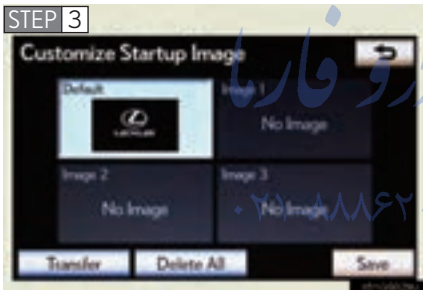 STEP 3
Customize Startup Image
Default
Image 1
LEXUS
No Image
Image 2
Image 3
No Image
No Image
Transfer
Delete All
Save